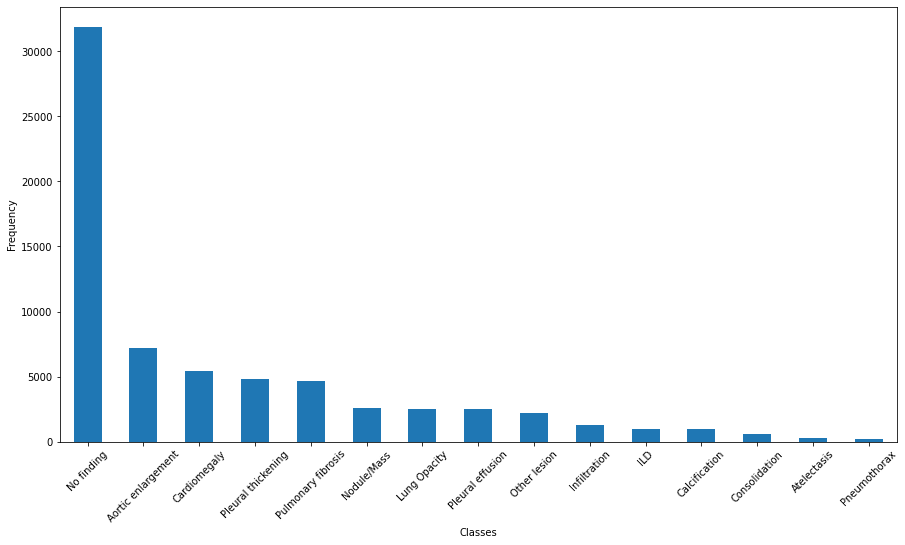 30000
25000
20000
15000
10000
5000
0
Frequency
No finding
Aortic enlargement
Cardiomegaly
Pleural thickening
Pulmonary fibrosis
Nodule/Mass
Lung Opacity
Pleural effusion
Other lesion
Infiltration
ILD
Calcification
Consolidation
Atelectasis
Pneumothorax
Classes